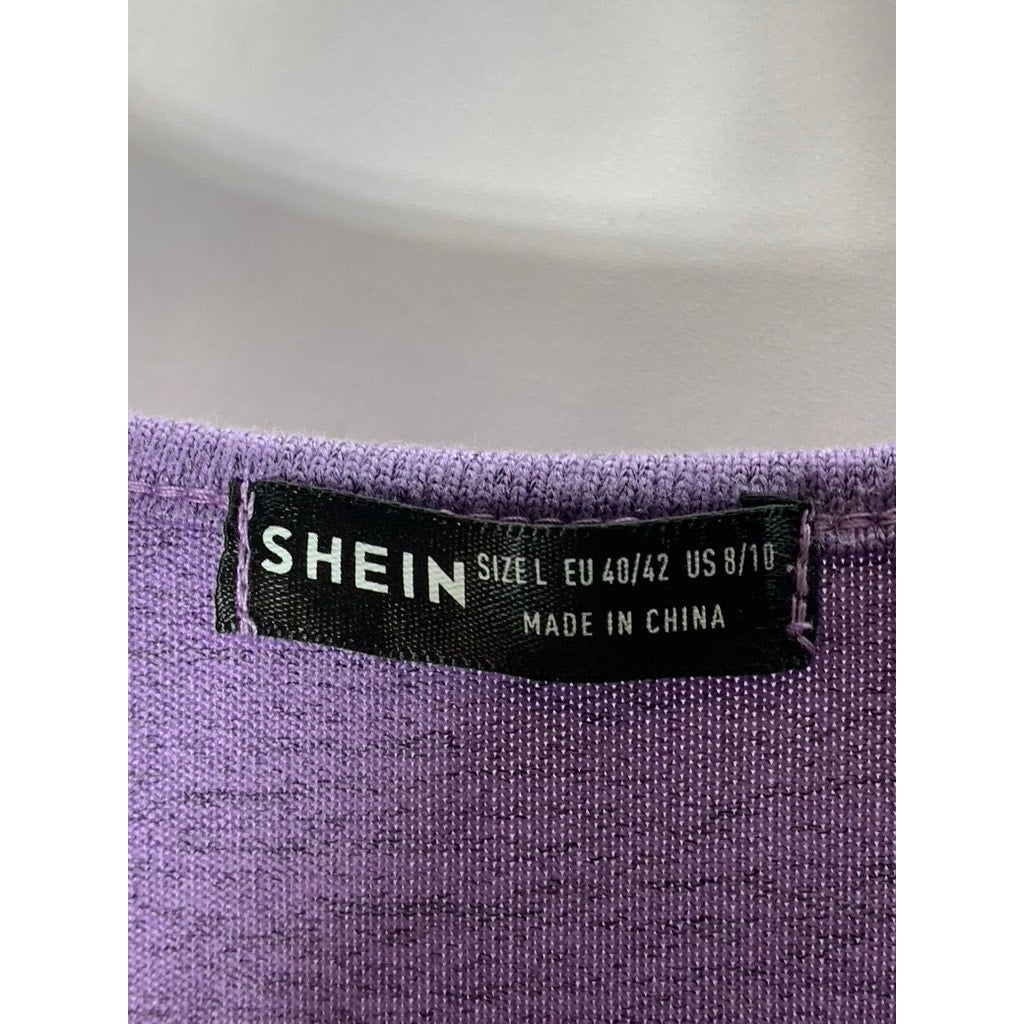 SHEIN SIZE L EU 40/42 US 8/10
MADE IN CHINA